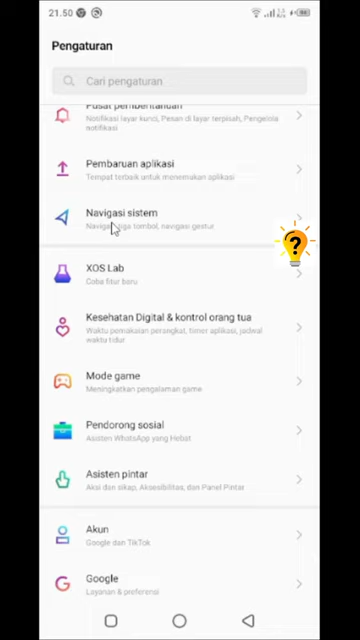 21.50
Pengaturan
Cari pengaturan
Pusat pemberitahuan
Notifikasi layar kunci, Pesan di layar terpisah, Pengelola
notifikasi
Pembaruan aplikasi
Tempat terbaik untuk menemukan aplikasi
Navigasi sistem
Navigasi tiga tombol, navigasi gestur
XOS Lab
Coba fitur baru
Kesehatan Digital & kontrol orang tua
Waktu pemakaian perangkat, timer aplikasi, jadwal
waktu tidur
Mode game
Meningkatkan pengalaman game
Pendorong sosial
Asisten WhatsApp yang Hebat
Asisten pintar
Aksi dan sikap, Aksesibilitas, dan Panel Pintar
Akun
Google dan TikTok
Google
Layanan & preferensi